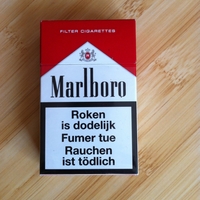 FILTER CIGARETTES
Marlboro
Roken
is dodelijk
Fumer tue
Rauchen
ist tödlich